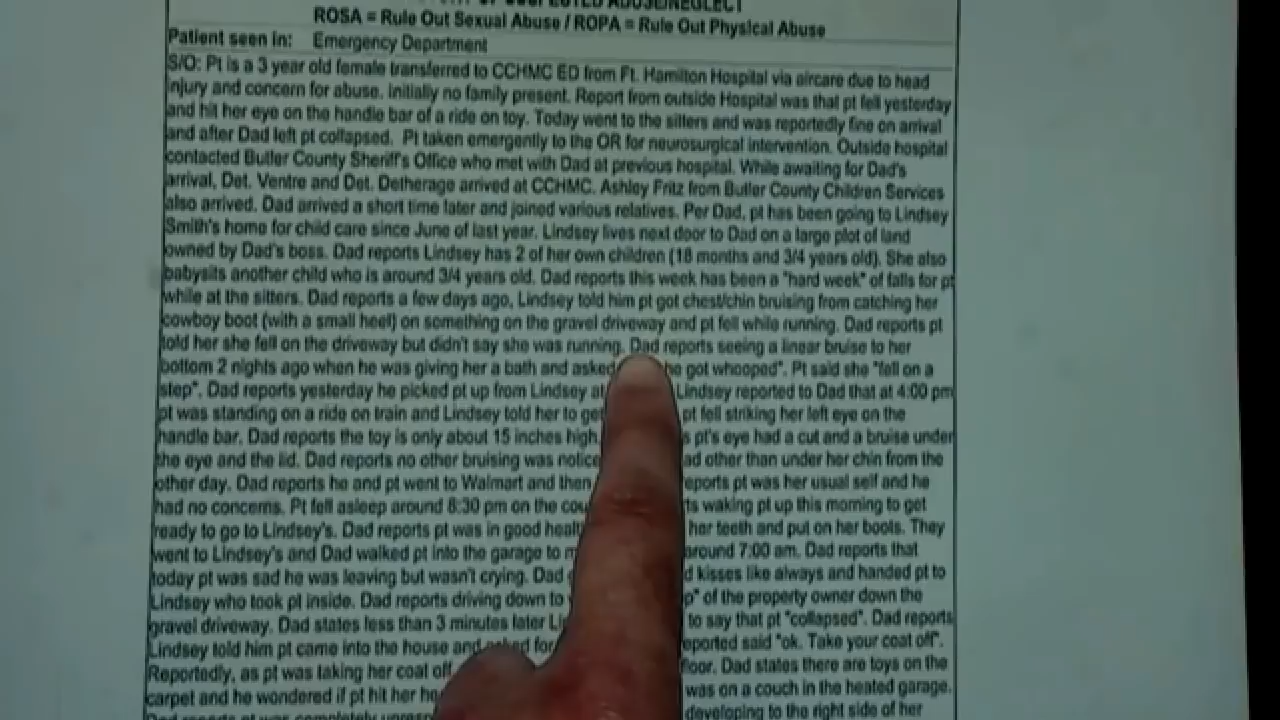 ROSA = Rule Out Sexual Abuse / ROPA = Rule Out Physical Abuse
Patient seen in: Emergency Department
S/O: Pt is a 3 year old female transferred to CCHMC ED from Ft. Hamilton Hospital via aircare due to head
injury and concern for abuse. Initially no family present. Report from outside Hospital was that pt fell yesterday
and hit her eye on the handle bar of a ride on toy. Today went to the sitters and was reportedly fine on arrival
and after Dad left pt collapsed. Pt taken emergently to the OR for neurosurgical intervention. Outside hospital
contacted Butler County Sheriff's Office who met with Dad at previous hospital. While awaiting for Dad's
arrival, Det. Ventre and Det. Detherage arrived at CCHMC. Ashley Fritz from Butler County Children Services
also arrived. Dad arrived a short time later and joined various relatives. Per Dad, pt has been going to Lindsey
Smith's home for child care since June of last year. Lindsey lives next door to Dad on a large plot of land
owned by Dad's boss. Dad reports Lindsey has 2 of her own children (18 months and 3/4 years old). She also
babysits another child who is around 3/4 years old. Dad reports this week has been a "hard week" of falls for pt
while at the sitters. Dad reports a few days ago, Lindsey told him pt got chest/chin bruising from catching her
cowboy boot (with a small heel) on something on the gravel driveway and pt fell while running. Dad reports pt
told her she fell on the driveway but didn't say she was running. Dad reports seeing a linear bruise to her
bottom 2 nights ago when he was giving her a bath and asked he got whooped". Pt said she "fell on a
step". Dad reports yesterday he picked pt up from Lindsey at Lindsey reported to Dad that at 4:00 pm
pt was standing on a ride on train and Lindsey told her to get pt fell striking her left eye on the
handle bar. Dad reports the toy is only about 15 inches high. pt's eye had a cut and a bruise under
the eye and the lid. Dad reports no other bruising was notice other than under her chin from the
other day. Dad reports he and pt went to Walmart and then eports pt was her usual self and he
had no concerns. Pt fell asleep around 8:30 pm on the cou waking pt up this morning to get
ready to go to Lindsey's. Dad reports pt was in good healt her teeth and put on her boots. They
went to Lindsey's and Dad walked pt into the garage to around 7:00 am. Dad reports that
today pt was sad he was leaving but wasn't crying. Dad kisses like always and handed pt to
Lindsey who took pt inside. Dad reports driving down to of the property owner down the
gravel driveway. Dad states less than 3 minutes later to say that pt "collapsed". Dad reports
Lindsey told him pt came into the house and asked for eported said "ok. Take your coat off".
Reportedly, as pt was taking her coat off floor. Dad states there are toys on the
carpet and he wondered if pt hit her was on a couch in the heated garage.
developing to the right side of her